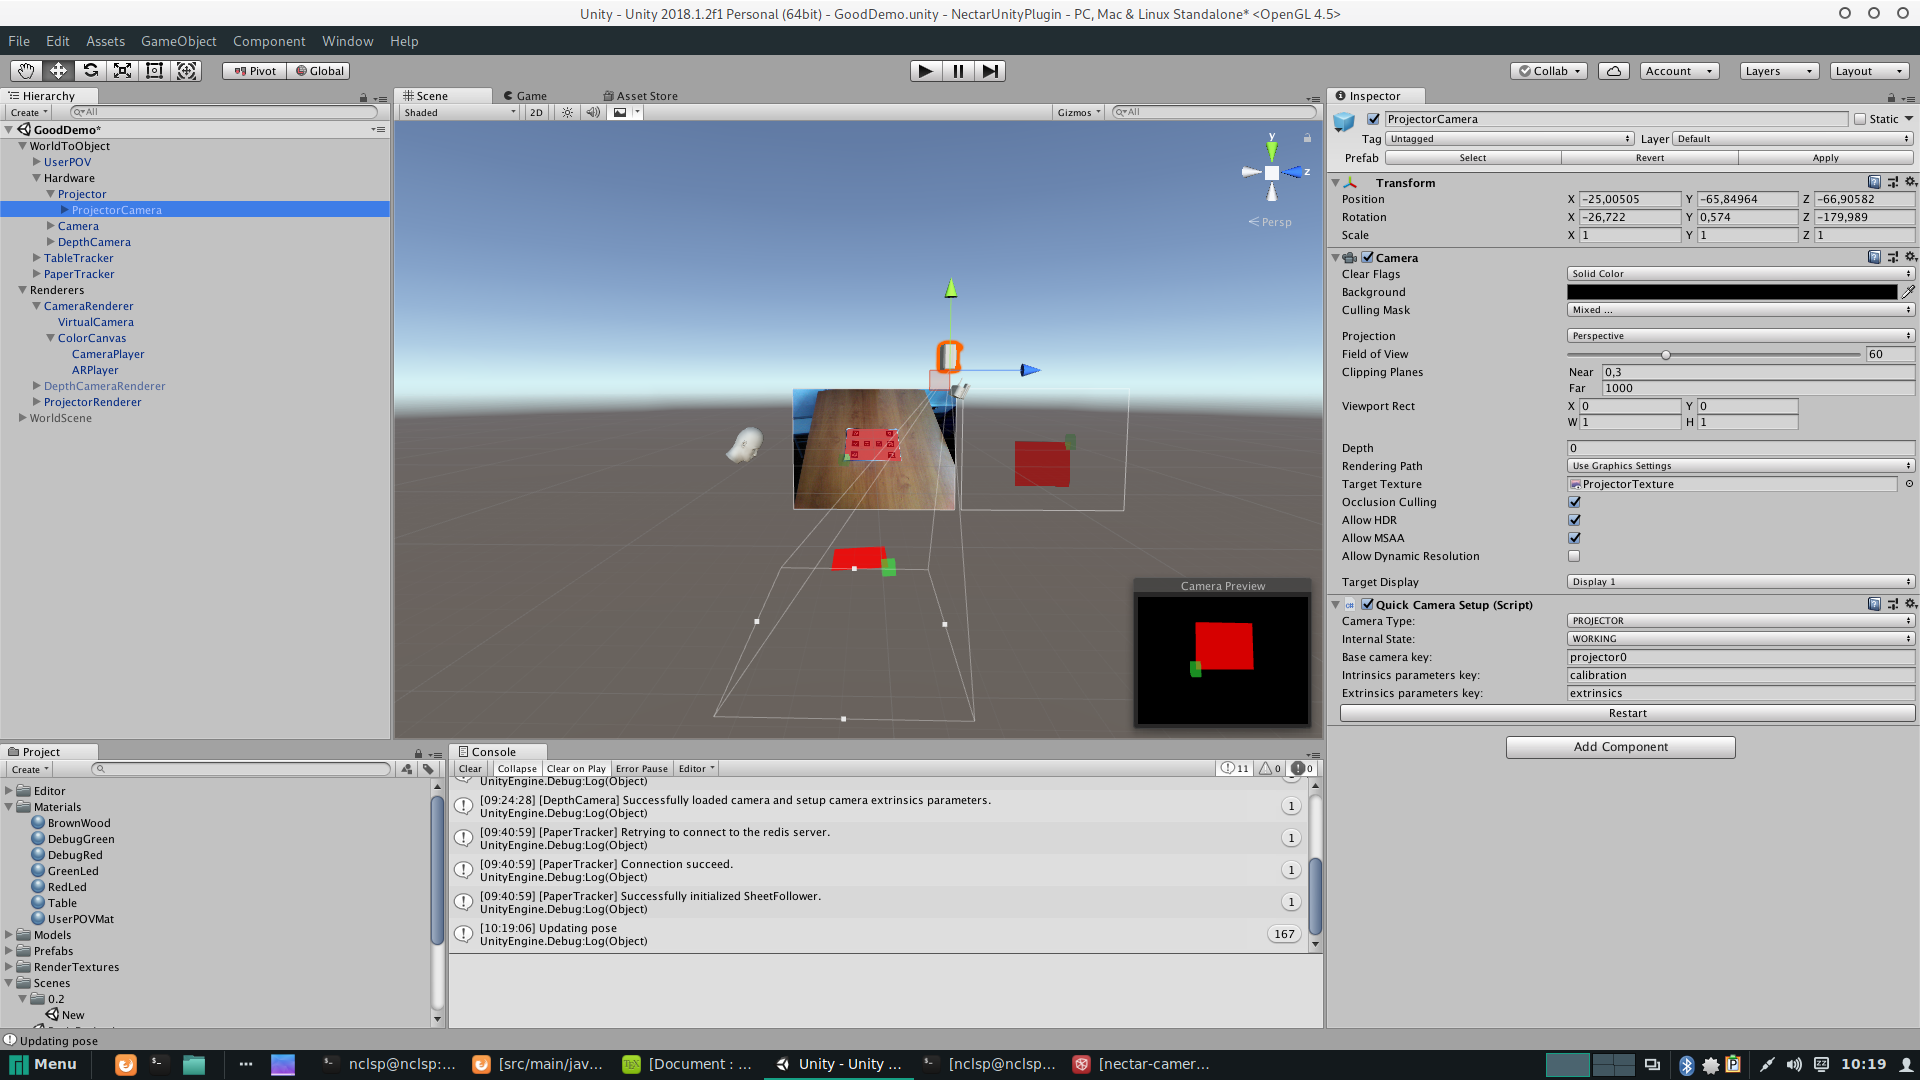 Unity - Unity 2018.1.2f1 Personal (64bit) - GoodDemo.unity - NectarUnityPlugin - PC, Mac & Linux Standalone* <OpenGL 4.5>
File Edit Assets GameObject Component Window Help
Pivot Global Collab Account Layers Layout
Hierarchy
Create All
GoodDemo*
WorldToObject
UserPOV
Hardware
Projector
ProjectorCamera
Camera
DepthCamera
TableTracker
PaperTracker
Renderers
CameraRenderer
VirtualCamera
ColorCanvas
CameraPlayer
ARPlayer
DepthCameraRenderer
ProjectorRenderer
WorldScene
Scene Game Asset Store
Shaded 2D Gizmos All
y
z
Persp
Camera Preview
Inspector
ProjectorCamera Static
Tag Untagged Layer Default
Prefab Select Revert Apply
Transform
Position X -25,00505 Y -65,84964 Z -66,90582
Rotation X -26,722 Y 0,574 Z -179,989
Scale X 1 Y 1 Z 1
Camera
Clear Flags Solid Color
Background
Culling Mask Mixed ...
Projection Perspective
Field of View 60
Clipping Planes Near 0,3
Far 1000
Viewport Rect X 0 Y 0
W 1 H 1
Depth 0
Rendering Path Use Graphics Settings
Target Texture ProjectorTexture
Occlusion Culling
Allow HDR
Allow MSAA
Allow Dynamic Resolution
Target Display Display 1
Quick Camera Setup (Script)
Camera Type: PROJECTOR
Internal State: WORKING
Base camera key: projector0
Intrinsics parameters key: calibration
Extrinsics parameters key: extrinsics
Restart
Add Component
Project
Create
Editor
Materials
BrownWood
DebugGreen
DebugRed
GreenLed
RedLed
Table
UserPOVMat
Models
Prefabs
RenderTextures
Scenes
0.2
New
Console
Clear Collapse Clear on Play Error Pause Editor 11 0 0
UnityEngine.Debug:Log(Object)
[09:24:28] [DepthCamera] Successfully loaded camera and setup camera extrinsics parameters. 1
UnityEngine.Debug:Log(Object)
[09:40:59] [PaperTracker] Retrying to connect to the redis server. 1
UnityEngine.Debug:Log(Object)
[09:40:59] [PaperTracker] Connection succeed. 1
UnityEngine.Debug:Log(Object)
[09:40:59] [PaperTracker] Successfully initialized SheetFollower. 1
UnityEngine.Debug:Log(Object)
[10:19:06] Updating pose 167
UnityEngine.Debug:Log(Object)
Updating pose
Menu nclsp@nclsp:... [src/main/jav... [Document : ... Unity - Unity ... [nclsp@nclsp... [nectar-camer... 10:19